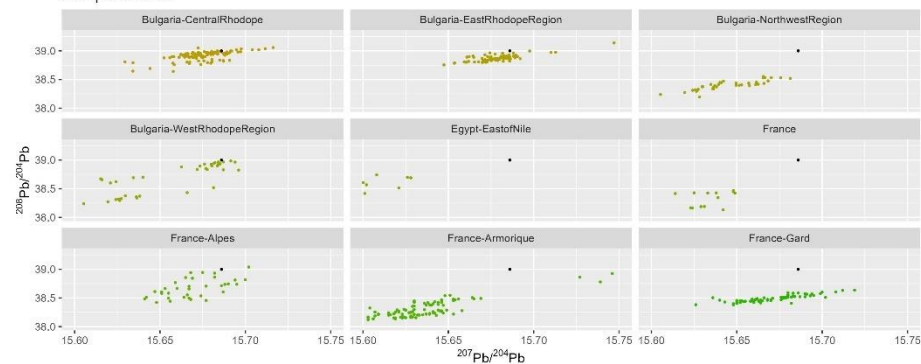 Bulgaria-CentralRhodope Bulgaria-EastRhodopeRegion Bulgaria-NorthwestRegion
39.0
38.5
38.0
Bulgaria-WestRhodopeRegion Egypt-EastofNile France
39.0
38.5
38.0
²⁰⁸Pb/²⁰⁴Pb
France-Alpes France-Armorique France-Gard
39.0
38.5
38.0
15.60 15.65 15.70 15.75 15.60 15.65 15.70 15.75 15.60 15.65 15.70 15.75
²⁰⁷Pb/²⁰⁴Pb